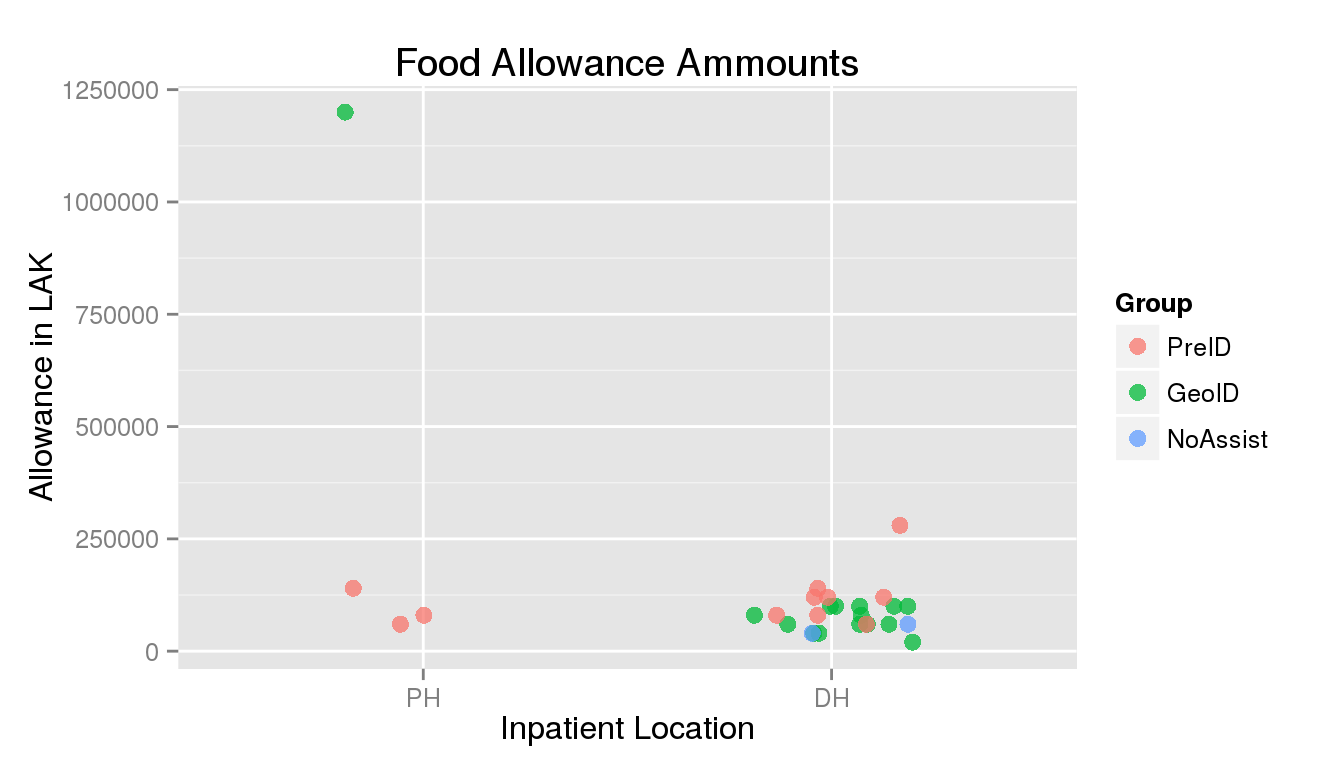 Food Allowance Ammounts
1250000
1000000
750000
500000
250000
0
Allowance in LAK
PH
DH
Inpatient Location
Group
PreID
GeoID
NoAssist